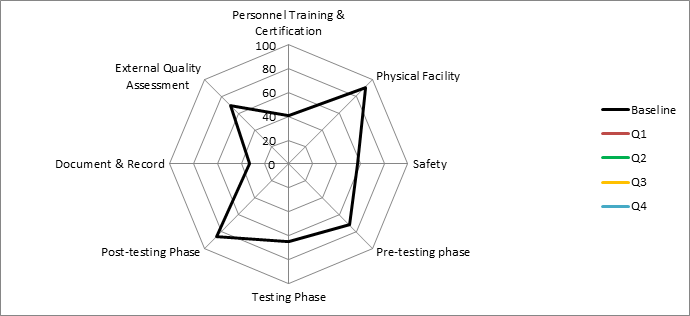 Personnel Training &
Certification
100
80
60
40
20
0
External Quality
Assessment
Physical Facility
Document & Record
Safety
Post-testing Phase
Pre-testing phase
Testing Phase
Baseline
Q1
Q2
Q3
Q4